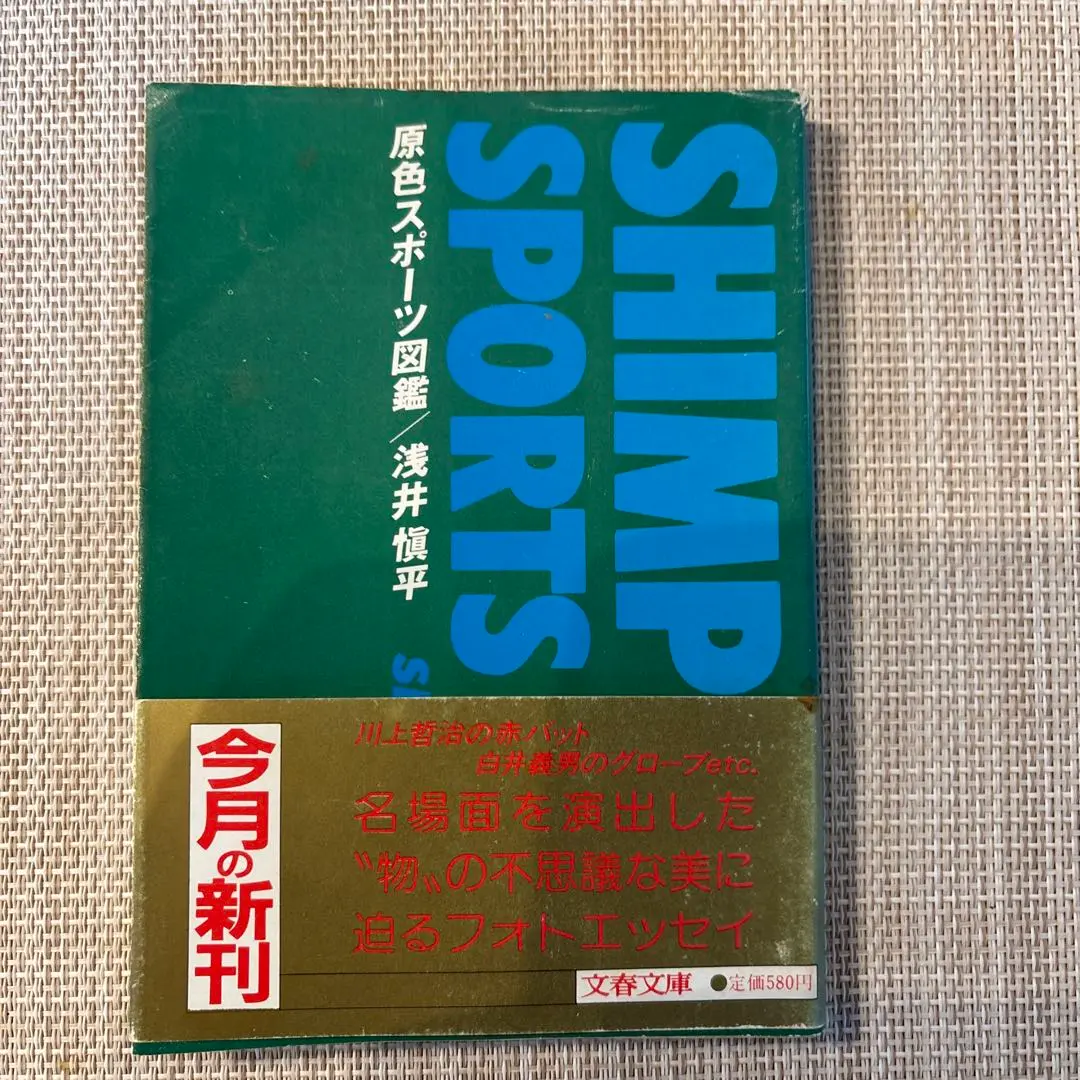 SHIMP
SPORTS
原色スポーツ図鑑/浅井愼平
今月の新刊
川上哲治の赤バット
白井義男のグローブetc.
名場面を演出した
〝物〟の不思議な美に
迫るフォトエッセイ
文春文庫 ●定価580円